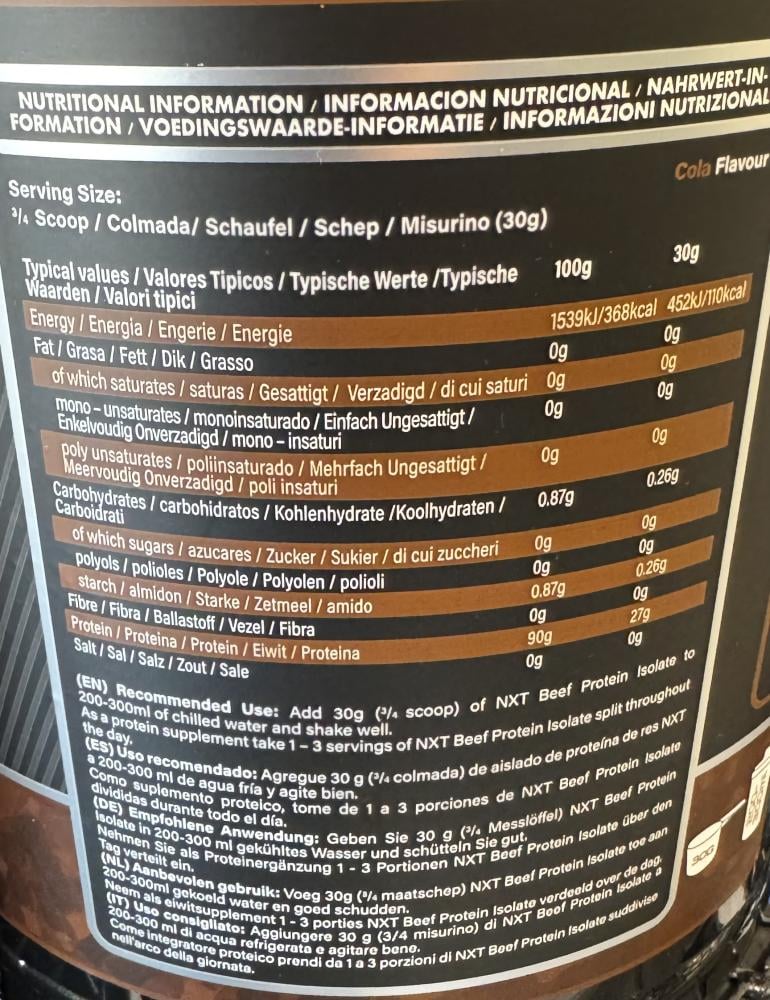 NUTRITIONAL INFORMATION / INFORMACION NUTRICIONAL / NAHRWERT-IN-
FORMATION / VOEDINGSWAARDE-INFORMATIE / INFORMAZIONI NUTRIZIONAL
Cola Flavour
Serving Size:
3/4 Scoop / Colmada/ Schaufel / Schep / Misurino (30g)
Typical values / Valores Tipicos / Typische Werte /Typische 100g 30g
Waarden / Valori tipici
Energy / Energia / Engerie / Energie 1539kJ/368kcal 452kJ/110kcal
Fat / Grasa / Fett / Dik / Grasso 0g 0g
of which saturates / saturas / Gesattigt / Verzadigd / di cui saturi 0g 0g
mono - unsaturates / monoinsaturado / Einfach Ungesattigt / 0g 0g
Enkelvoudig Onverzadigd / mono - insaturi
poly unsaturates / poliinsaturado / Mehrfach Ungesattigt / 0g 0g
Meervoudig Onverzadigd / poli insaturi
Carbohydrates / carbohidratos / Kohlenhydrate /Koolhydraten / 0.87g 0.26g
Carboidrati
of which sugars / azucares / Zucker / Sukier / di cui zuccheri 0g 0g
polyols / polioles / Polyole / Polyolen / polioli 0g 0g
starch / almidon / Starke / Zetmeel / amido 0.87g 0.26g
Fibre / Fibra / Ballastoff / Vezel / Fibra 0g 0g
Protein / Proteina / Protein / Eiwit / Proteina 90g 27g
Salt / Sal / Salz / Zout / Sale 0g 0g
(EN) Recommended Use: Add 30g (3/4 scoop) of NXT Beef Protein Isolate to
200-300ml of chilled water and shake well.
As a protein supplement take 1 - 3 servings of NXT Beef Protein Isolate split throughout
the day.
(ES) Uso recomendado: Agregue 30 g (3/4 colmada) de aislado de proteína de res NXT
a 200-300 ml de agua fría y agite bien.
Como suplemento proteico, tome de 1 a 3 porciones de NXT Beef Protein Isolate
divididas durante todo el día.
(DE) Empfohlene Anwendung: Geben Sie 30 g (3/4 Messlöffel) NXT Beef Protein
Isolate in 200-300 ml gekühltes Wasser und schütteln Sie gut.
Nehmen Sie als Proteinergänzung 1 - 3 Portionen NXT Beef Protein Isolate über den
Tag verteilt ein.
(NL) Aanbevolen gebruik: Voeg 30g (3/4 maatschep) NXT Beef Protein Isolate toe aan
200-300ml gekoeld water en goed schudden.
Neem als eiwitsupplement 1 - 3 porties NXT Beef Protein Isolate verdeeld over de dag.
(IT) Uso consigliato: Aggiungere 30 g (3/4 misurino) di NXT Beef Protein Isolate a
200-300 ml di acqua refrigerata e agitare bene.
Come integratore proteico prendi da 1 a 3 porzioni di NXT Beef Protein Isolate suddivise
nell'arco della giornata.
30G